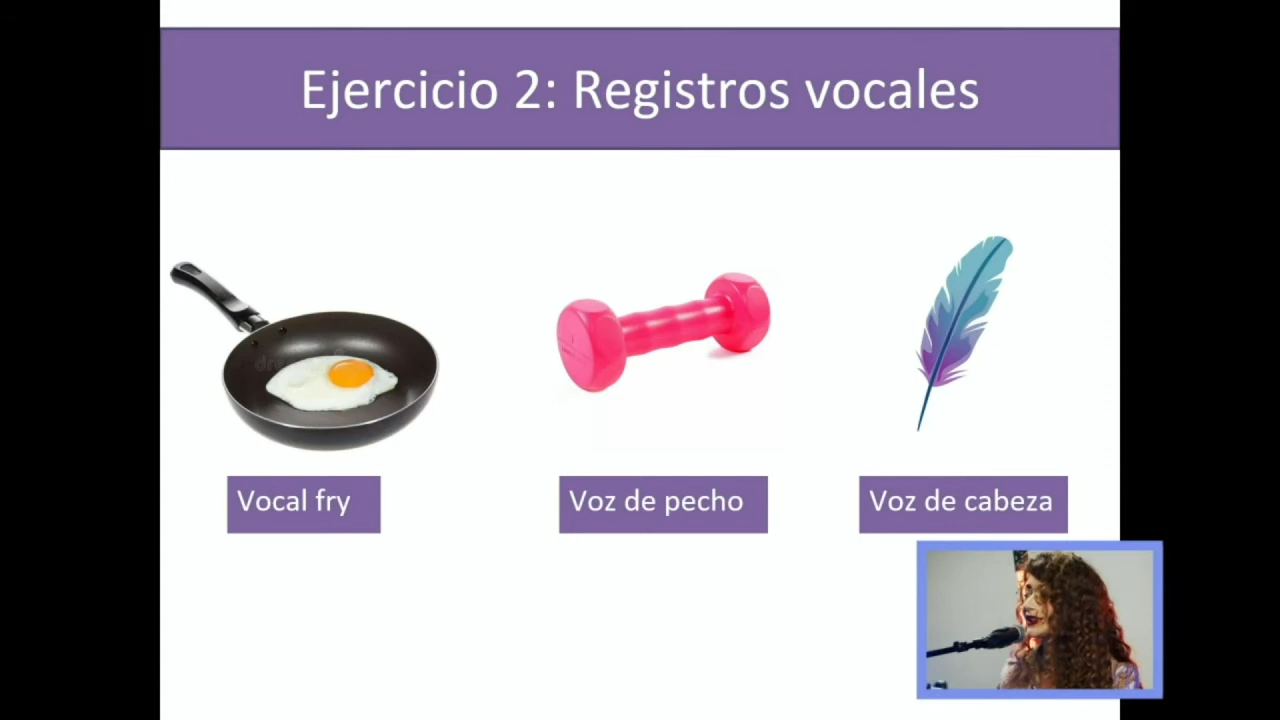 Ejercicio 2: Registros vocales
Vocal fry
Voz de pecho
Voz de cabeza